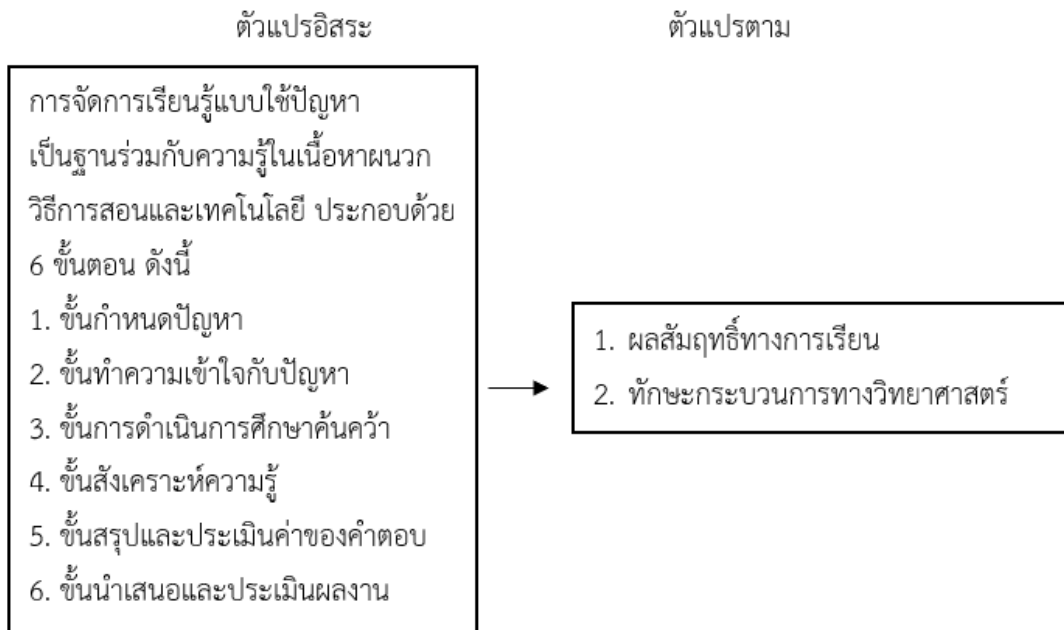 ตัวแปรอิสระ
ตัวแปรตาม
การจัดการเรียนรู้แบบใช้ปัญหา
เป็นฐานร่วมกับความรู้ในเนื้อหาผนวก
วิธีการสอนและเทคโนโลยี ประกอบด้วย
6 ขั้นตอน ดังนี้
1. ขั้นกำหนดปัญหา
2. ขั้นทำความเข้าใจกับปัญหา
3. ขั้นการดำเนินการศึกษาค้นคว้า
4. ขั้นสังเคราะห์ความรู้
5. ขั้นสรุปและประเมินค่าของคำตอบ
6. ขั้นนำเสนอและประเมินผลงาน
1. ผลสัมฤทธิ์ทางการเรียน
2. ทักษะกระบวนการทางวิทยาศาสตร์